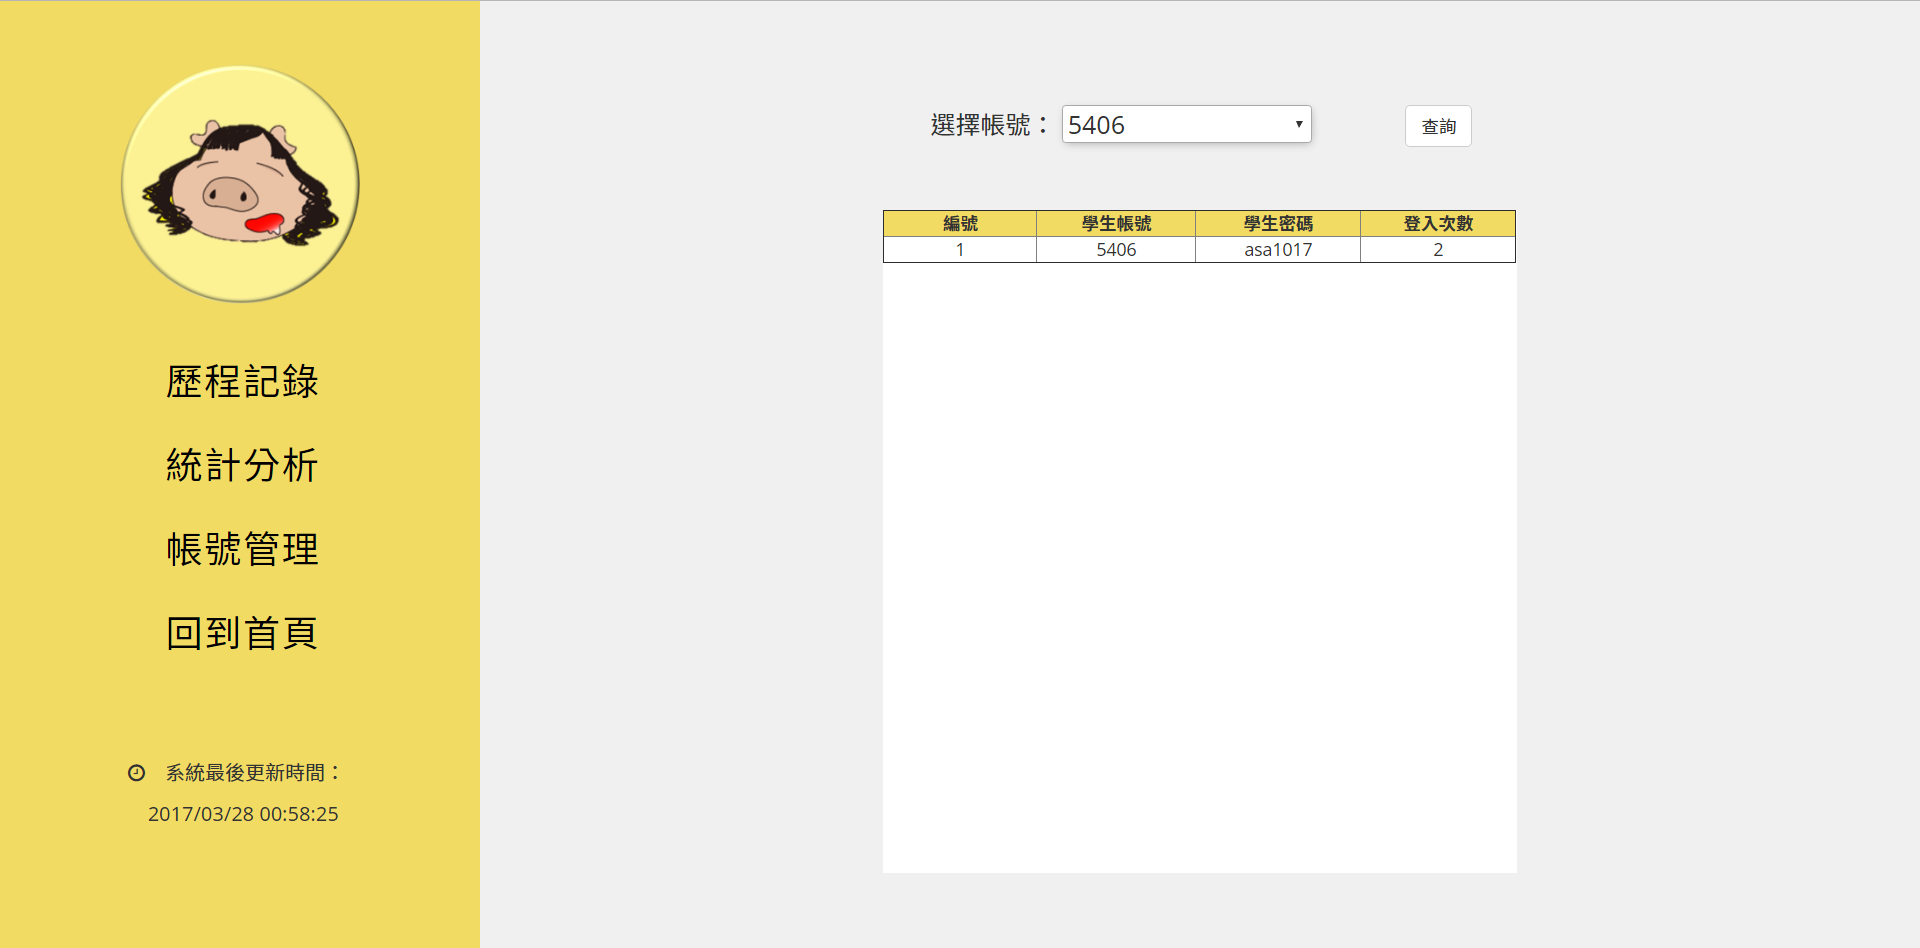 歷程記錄
統計分析
帳號管理
回到首頁
系統最後更新時間：
2017/03/28 00:58:25
選擇帳號： 5406 查詢
編號 學生帳號 學生密碼 登入次數
1 5406 asa1017 2